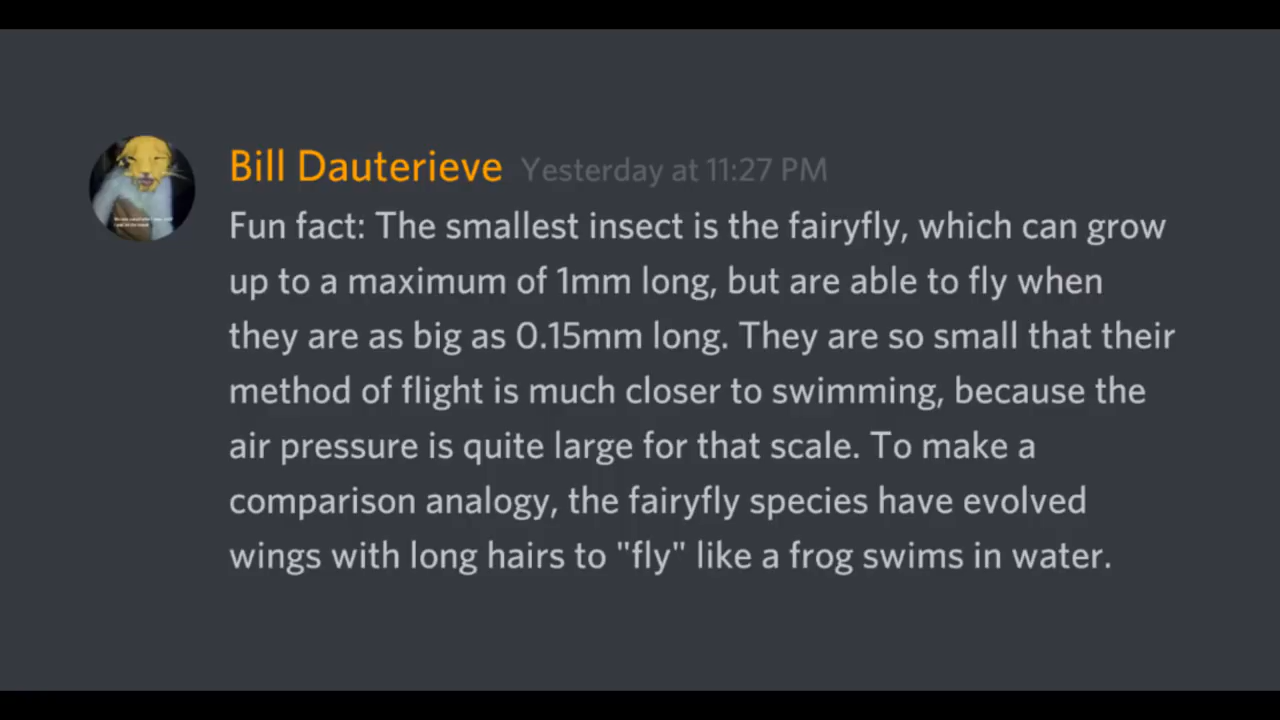 Bill Dauterieve Yesterday at 11:27 PM
Fun fact: The smallest insect is the fairyfly, which can grow
up to a maximum of 1mm long, but are able to fly when
they are as big as 0.15mm long. They are so small that their
method of flight is much closer to swimming, because the
air pressure is quite large for that scale. To make a
comparison analogy, the fairyfly species have evolved
wings with long hairs to "fly" like a frog swims in water.